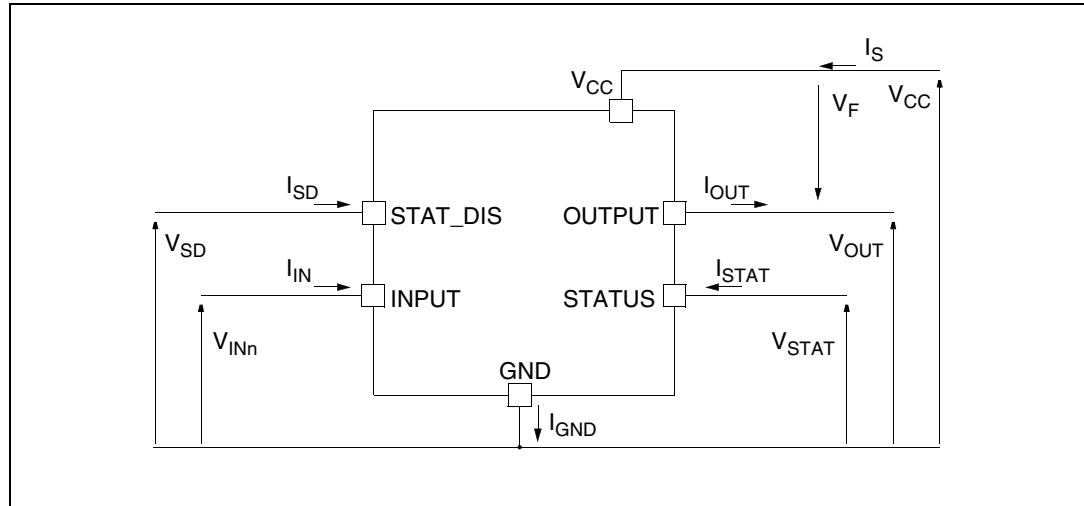 I_S
V_CC
V_F
V_CC
I_SD
I_OUT
STAT_DIS
OUTPUT
V_SD
V_OUT
I_IN
I_STAT
INPUT
STATUS
V_INn
V_STAT
GND
I_GND